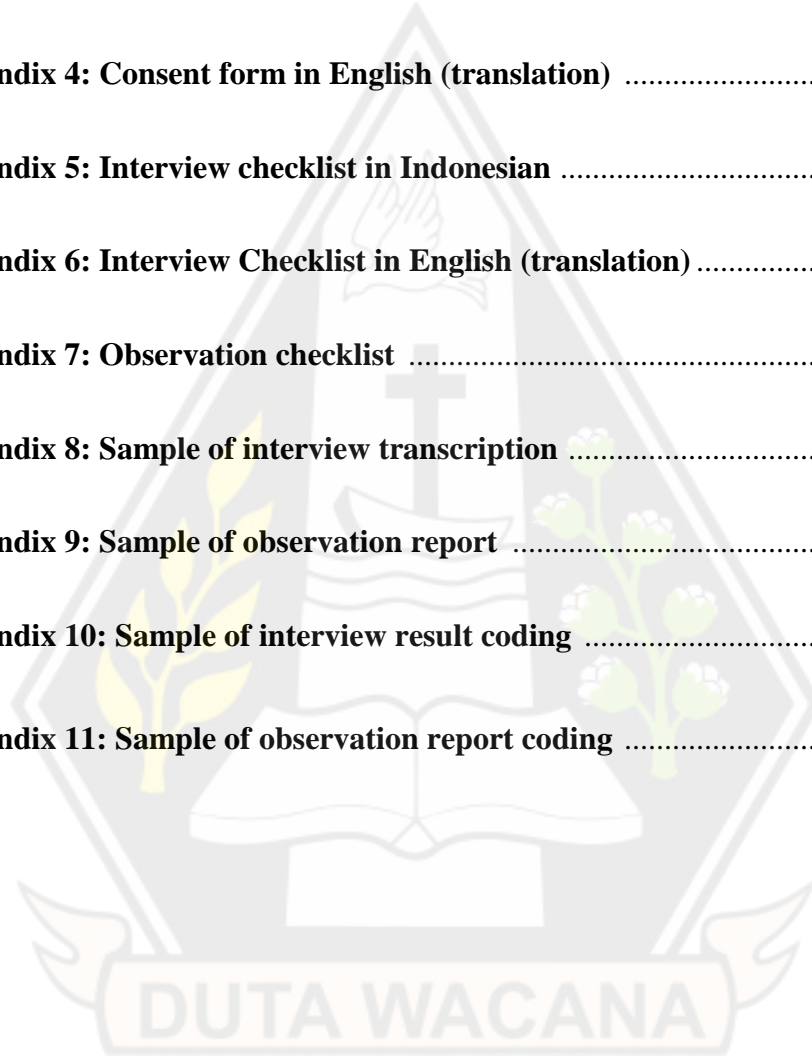 ndix 4: Consent form in English (translation) ........................
ndix 5: Interview checklist in Indonesian ................................
ndix 6: Interview Checklist in English (translation) ...............
ndix 7: Observation checklist ...................................................
ndix 8: Sample of interview transcription ...............................
ndix 9: Sample of observation report ......................................
ndix 10: Sample of interview result coding .............................
ndix 11: Sample of observation report coding ........................
DUTA WACANA